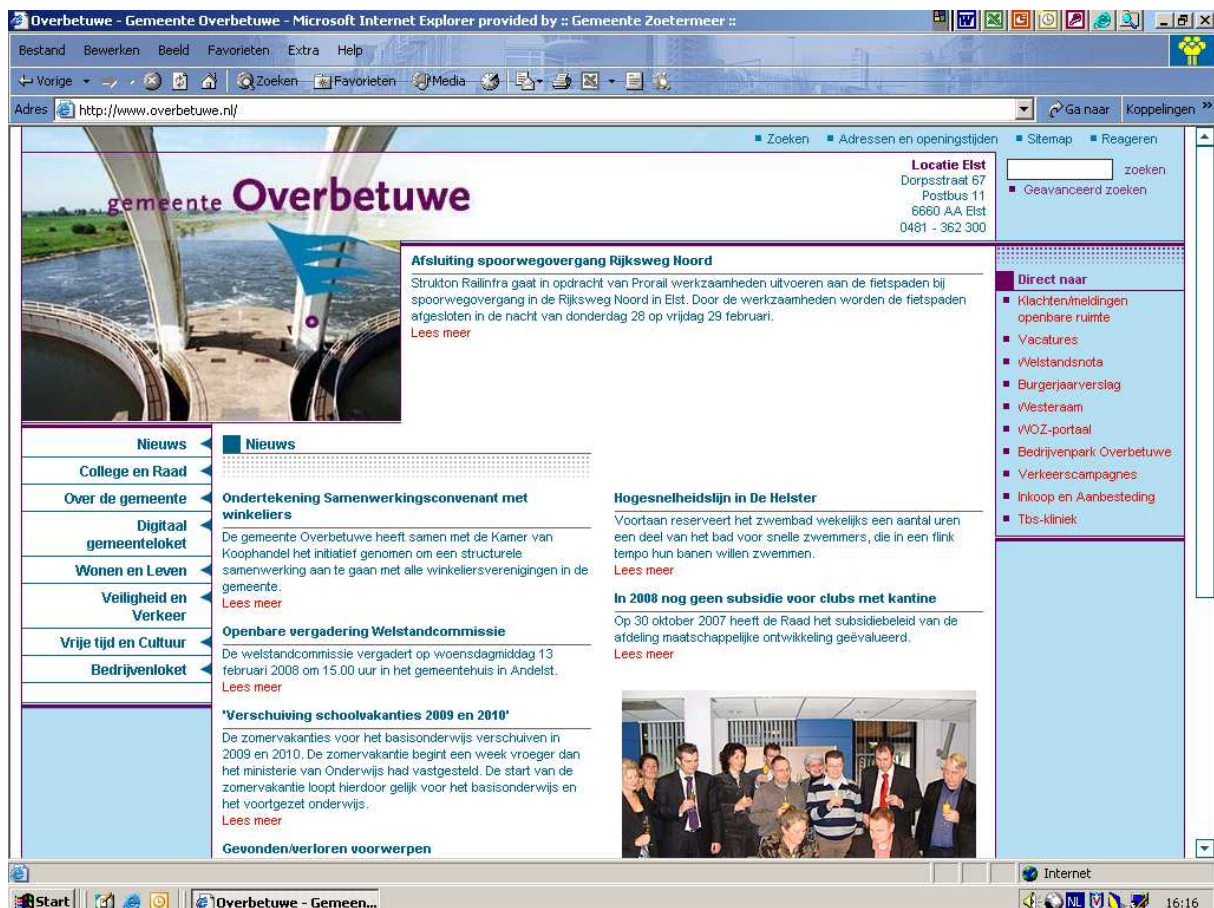 Overbetuwe - Gemeente Overbetuwe - Microsoft Internet Explorer provided by :: Gemeente Zoetermeer ::
Bestand Bewerken Beeld Favorieten Extra Help
Vorige Zoeken Favorieten Media
Adres http://www.overbetuwe.nl/ Ga naar Koppelingen »
Zoeken Adressen en openingstijden Sitemap Reageren
gemeente Overbetuwe
Locatie Elst
Dorpsstraat 67
Postbus 11
6660 AA Elst
0481 - 362 300
zoeken
Geavanceerd zoeken
Afsluiting spoorwegovergang Rijksweg Noord
Strukton Railinfra gaat in opdracht van Prorail werkzaamheden uitvoeren aan de fietspaden bij
spoorwegovergang in de Rijksweg Noord in Elst. Door de werkzaamheden worden de fietspaden
afgesloten in de nacht van donderdag 28 op vrijdag 29 februari.
Lees meer
Direct naar
Klachten/meldingen
openbare ruimte
Vacatures
Welstandsnota
Burgerjaarverslag
Westeraam
WOZ-portaal
Bedrijvenpark Overbetuwe
Verkeerscampagnes
Inkoop en Aanbesteding
Tbs-kliniek
Nieuws
College en Raad
Over de gemeente
Digitaal
gemeenteloket
Wonen en Leven
Veiligheid en
Verkeer
Vrije tijd en Cultuur
Bedrijvenloket
Nieuws
Ondertekening Samenwerkingsconvenant met
winkeliers
De gemeente Overbetuwe heeft samen met de Kamer van
Koophandel het initiatief genomen om een structurele
samenwerking aan te gaan met alle winkeliersverenigingen in de
gemeente.
Lees meer
Openbare vergadering Welstandcommissie
De welstandcommissie vergadert op woensdagmiddag 13
februari 2008 om 15.00 uur in het gemeentehuis in Andelst.
Lees meer
'Verschuiving schoolvakanties 2009 en 2010'
De zomervakanties voor het basisonderwijs verschuiven in
2009 en 2010. De zomervakantie begint een week vroeger dan
het ministerie van Onderwijs had vastgesteld. De start van de
zomervakantie loopt hierdoor gelijk voor het basisonderwijs en
het voortgezet onderwijs.
Lees meer
Gevonden/verloren voorwerpen
Hogesnelheidslijn in De Helster
Voortaan reserveert het zwembad wekelijks een aantal uren
een deel van het bad voor snelle zwemmers, die in een flink
tempo hun banen willen zwemmen.
Lees meer
In 2008 nog geen subsidie voor clubs met kantine
Op 30 oktober 2007 heeft de Raad het subsidiebeleid van de
afdeling maatschappelijke ontwikkeling geëvalueerd.
Lees meer
Internet
Start Overbetuwe - Gemeen... NL 16:16